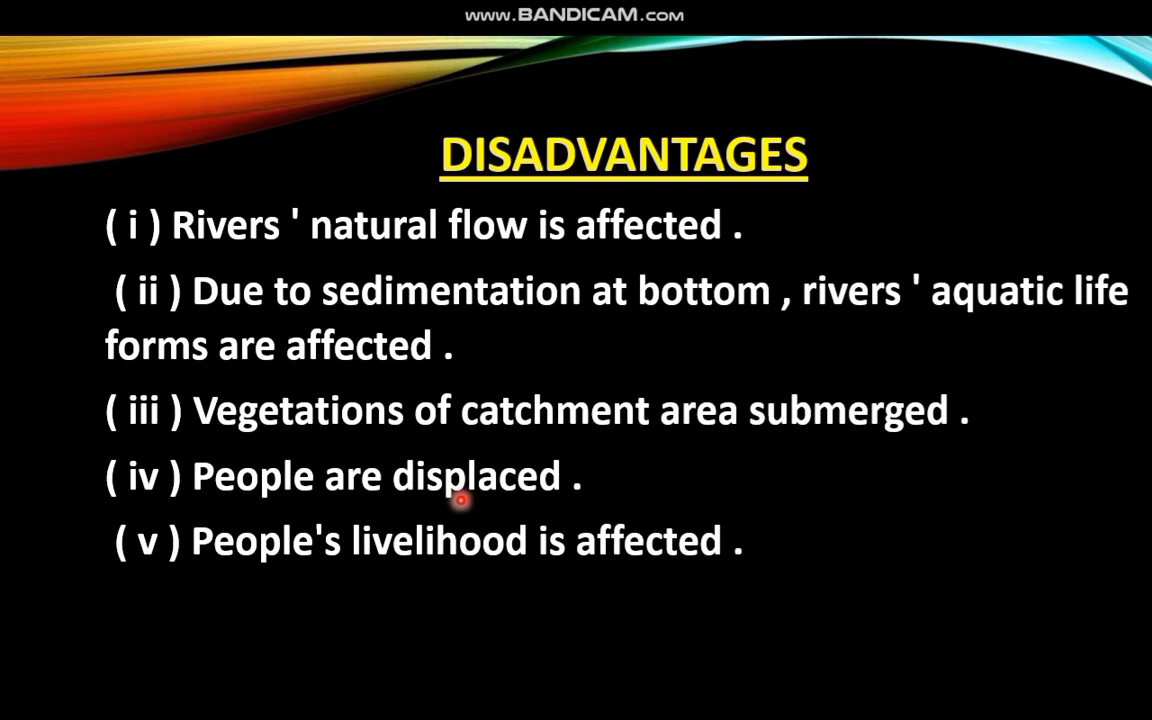 www.BANDICAM.com
DISADVANTAGES
( i ) Rivers ' natural flow is affected .
( ii ) Due to sedimentation at bottom , rivers ' aquatic life
forms are affected .
( iii ) Vegetations of catchment area submerged .
( iv ) People are displaced .
( v ) People's livelihood is affected .